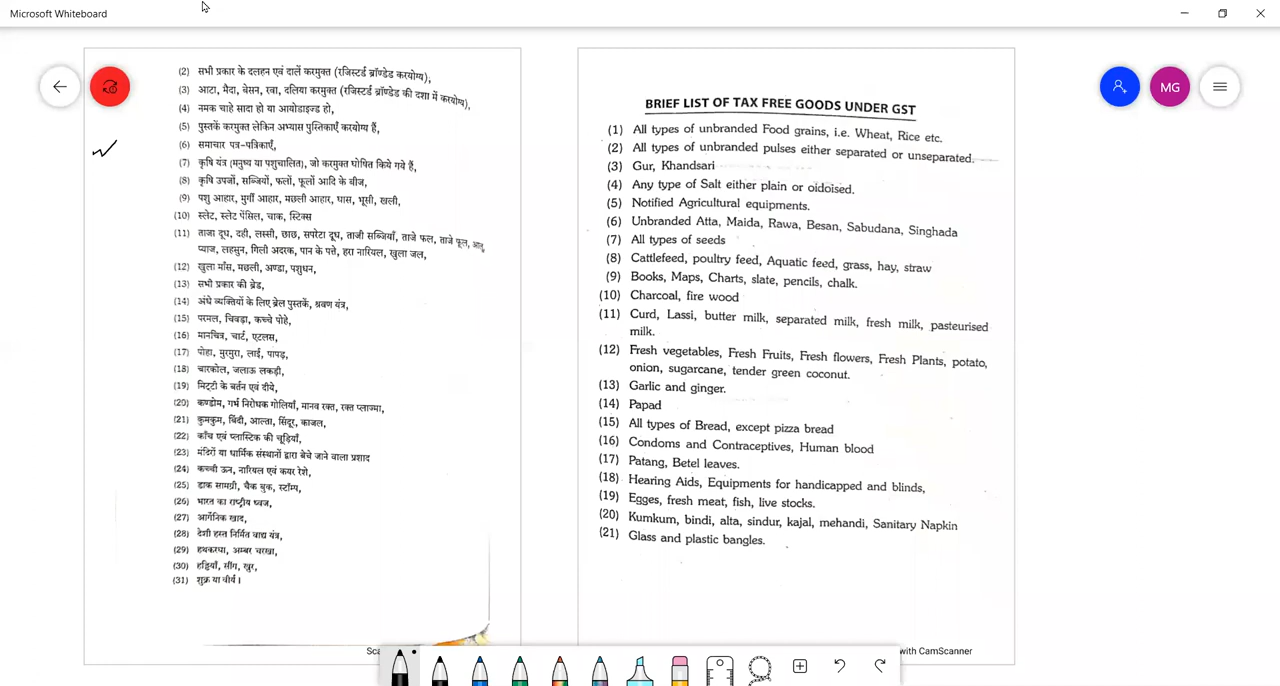 Microsoft Whiteboard
MG
(2) सभी प्रकार के दलहन एवं दालें करमुक्त (रजिस्टर्ड ब्रॉण्डेड करयोग्य),
(3) आटा, मैदा, बेसन, रवा, दलिया करमुक्त (रजिस्टर्ड ब्रॉण्डेड की दशा में करयोग्य),
(4) नमक चाहे सादा हो या आयोडाइज्ड हो,
(5) पुस्तकें करमुक्त लेकिन अभ्यास पुस्तिकाएँ करयोग्य हैं,
(6) समाचार पत्र-पत्रिकाएँ,
(7) कृषि यंत्र (मनुष्य या पशुचालित), जो करमुक्त घोषित किये गये हैं,
(8) कृषि उपजों, सब्जियों, फलों, फूलों आदि के बीज,
(9) पशु आहार, मुर्गी आहार, मछली आहार, घास, भूसी, खली,
(10) स्लेट, स्लेट पेंसिल, चाक, स्टिक्स
(11) ताजा दूध, दही, लस्सी, छाछ, सपरेटा दूध, ताजी सब्जियाँ, ताजे फल, ताजे फूल, आलू,
प्याज, लहसुन, गिली अदरक, पान के पत्ते, हरा नारियल, खुला जल,
(12) खुला माँस, मछली, अण्डा, पशुधन,
(13) सभी प्रकार की ब्रेड,
(14) अंधे व्यक्तियों के लिए ब्रेल पुस्तकें, श्रवण यंत्र,
(15) परमल, चिवड़ा, कच्चे पोहे,
(16) मानचित्र, चार्ट, एटलस,
(17) पोहा, मुरमुरा, लाई, पापड़,
(18) चारकोल, जलाऊ लकड़ी,
(19) मिट्टी के बर्तन एवं दीये,
(20) कण्डोम, गर्भ निरोधक गोलियाँ, मानव रक्त, रक्त प्लाज्मा,
(21) कुमकुम, बिंदी, आल्ता, सिंदूर, काजल,
(22) काँच एवं प्लास्टिक की चूड़ियाँ,
(23) मंदिरों या धार्मिक संस्थानों द्वारा बेचे जाने वाला प्रशाद
(24) कच्ची ऊन, नारियल एवं कयर रेशे,
(25) डाक सामग्री, चैक बुक, स्टॉम्प,
(26) भारत का राष्ट्रीय ध्वज,
(27) आर्गेनिक खाद,
(28) देशी हस्त निर्मित वाद्य यंत्र,
(29) हथकरघा, अम्बर चरखा,
(30) हड्डियाँ, सींग, खुर,
(31) शुक्र या वीर्य।
BRIEF LIST OF TAX FREE GOODS UNDER GST
(1) All types of unbranded Food grains, i.e. Wheat, Rice etc.
(2) All types of unbranded pulses either separated or unseparated.
(3) Gur, Khandsari
(4) Any type of Salt either plain or oidoised.
(5) Notified Agricultural equipments.
(6) Unbranded Atta, Maida, Rawa, Besan, Sabudana, Singhada
(7) All types of seeds
(8) Cattlefeed, poultry feed, Aquatic feed, grass, hay, straw
(9) Books, Maps, Charts, slate, pencils, chalk.
(10) Charcoal, fire wood
(11) Curd, Lassi, butter milk, separated milk, fresh milk, pasteurised
milk.
(12) Fresh vegetables, Fresh Fruits, Fresh flowers, Fresh Plants, potato,
onion, sugarcane, tender green coconut.
(13) Garlic and ginger.
(14) Papad
(15) All types of Bread, except pizza bread
(16) Condoms and Contraceptives, Human blood
(17) Patang, Betel leaves.
(18) Hearing Aids, Equipments for handicapped and blinds,
(19) Egges, fresh meat, fish, live stocks.
(20) Kumkum, bindi, alta, sindur, kajal, mehandi, Sanitary Napkin
(21) Glass and plastic bangles.
with CamScanner